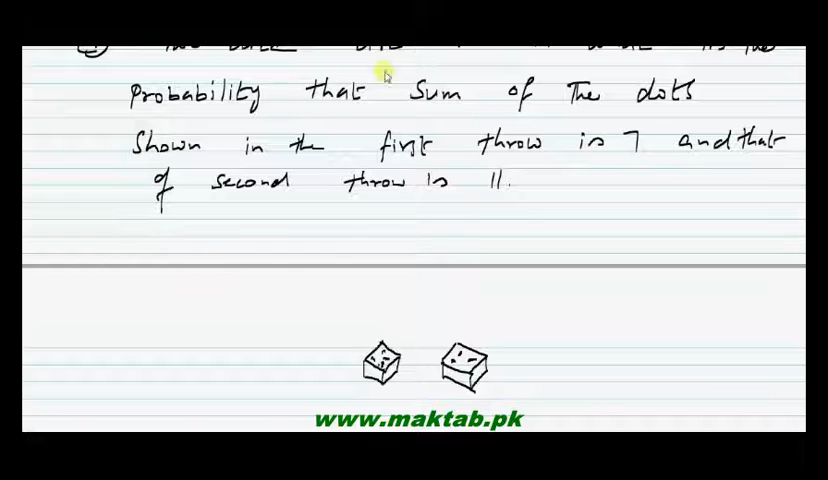 Probability that Sum of The dots
Shown in the first throw is 7 and that
of second throw is 11.
www.maktab.pk